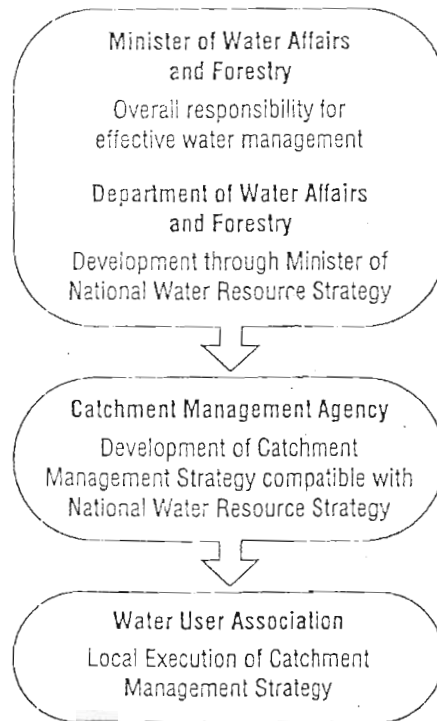 Minister of Water Affairs
and Forestry
Overall responsibility for
effective water management
Department of Water Affairs
and Forestry
Development through Minister of
National Water Resource Strategy
Catchment Management Agency
Development of Catchment
Management Strategy compatible with
National Water Resource Strategy
Water User Association
Local Execution of Catchment
Management Strategy